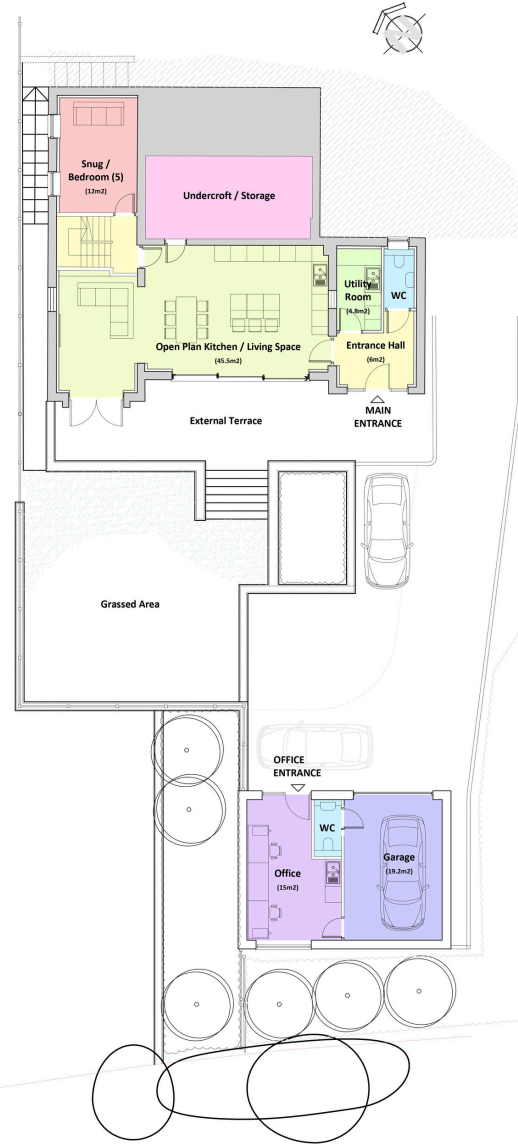 Snug /
Bedroom (5)
(12m2)
Undercroft / Storage
Utility
Room
(4.8m2)
WC
Open Plan Kitchen / Living Space
(45.5m2)
Entrance Hall
(6m2)
External Terrace
MAIN
ENTRANCE
Grassed Area
OFFICE
ENTRANCE
WC
Office
(15m2)
Garage
(19.2m2)